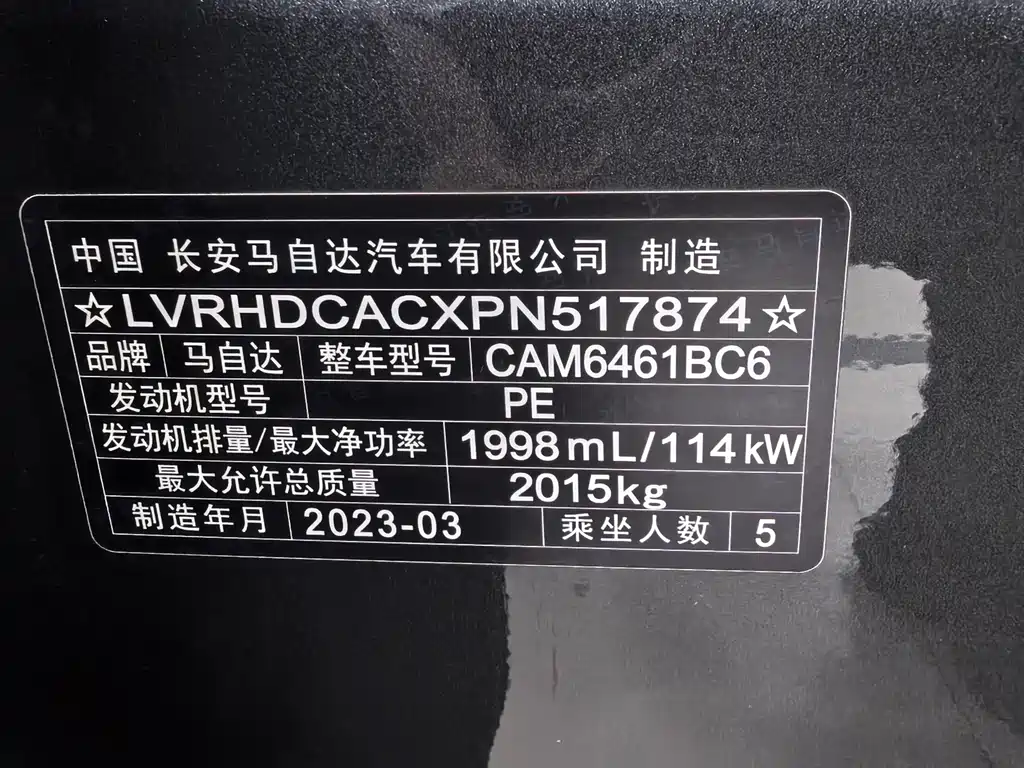 中国 长安马自达汽车有限公司 制造
☆LVRHDCACXPN517874☆
品牌 马自达 整车型号 CAM6461BC6
发动机型号 PE
发动机排量/最大净功率 1998mL/114kW
最大允许总质量 2015kg
制造年月 2023-03 乘坐人数 5